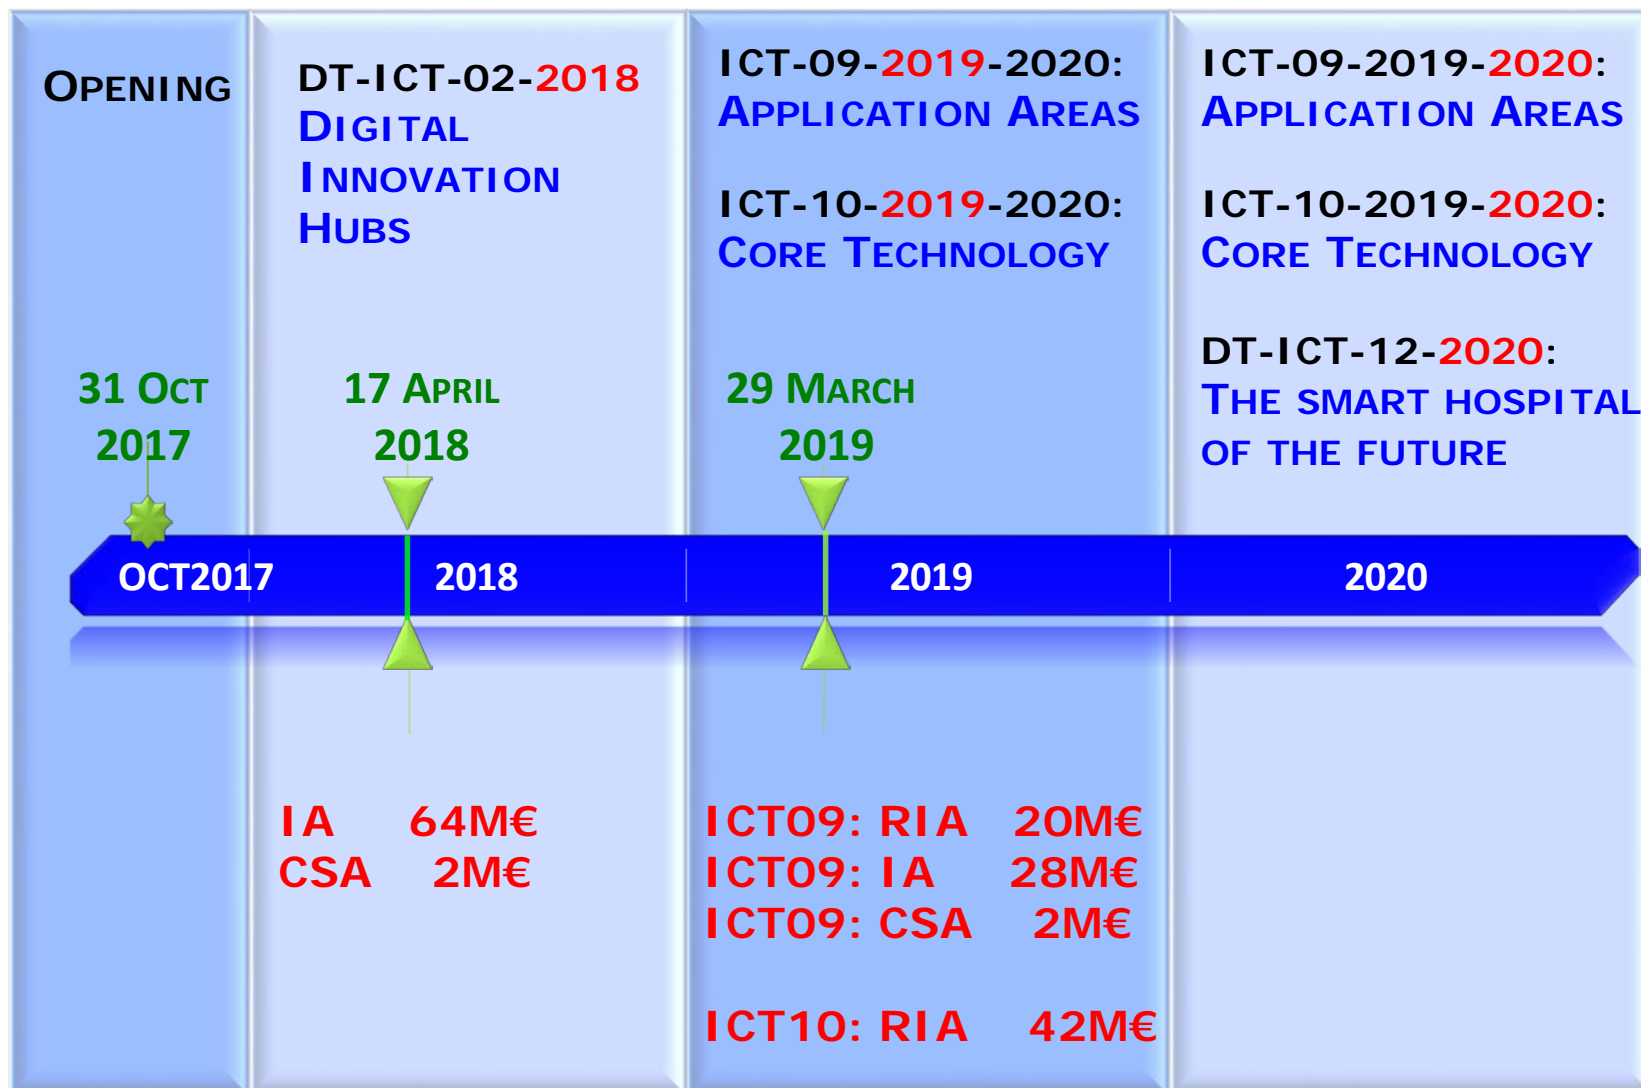 OPENING
31 OCT
2017
DT-ICT-02-2018
DIGITAL
INNOVATION
HUBS
17 APRIL
2018
ICT-09-2019-2020:
APPLICATION AREAS
ICT-10-2019-2020:
CORE TECHNOLOGY
29 MARCH
2019
ICT-09-2019-2020:
APPLICATION AREAS
ICT-10-2019-2020:
CORE TECHNOLOGY
DT-ICT-12-2020:
THE SMART HOSPITAL
OF THE FUTURE
OCT2017 2018 2019 2020
IA 64M€
CSA 2M€
ICT09: RIA 20M€
ICT09: IA 28M€
ICT09: CSA 2M€
ICT10: RIA 42M€